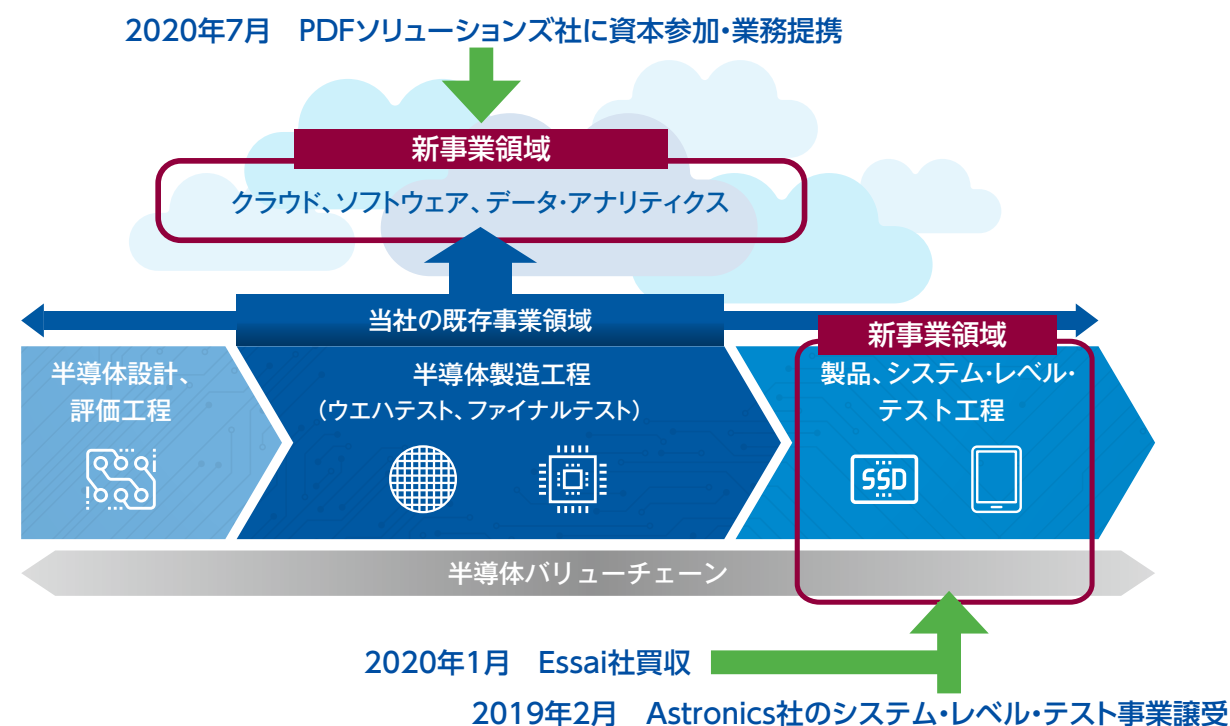 2020年7月　PDFソリューションズ社に資本参加・業務提携
新事業領域
クラウド、ソフトウェア、データ・アナリティクス
当社の既存事業領域
新事業領域
半導体設計、
評価工程
半導体製造工程
（ウエハテスト、ファイナルテスト）
製品、システム・レベル・
テスト工程
SSD
半導体バリューチェーン
2020年1月　Essai社買収
2019年2月　Astronics社のシステム・レベル・テスト事業譲受